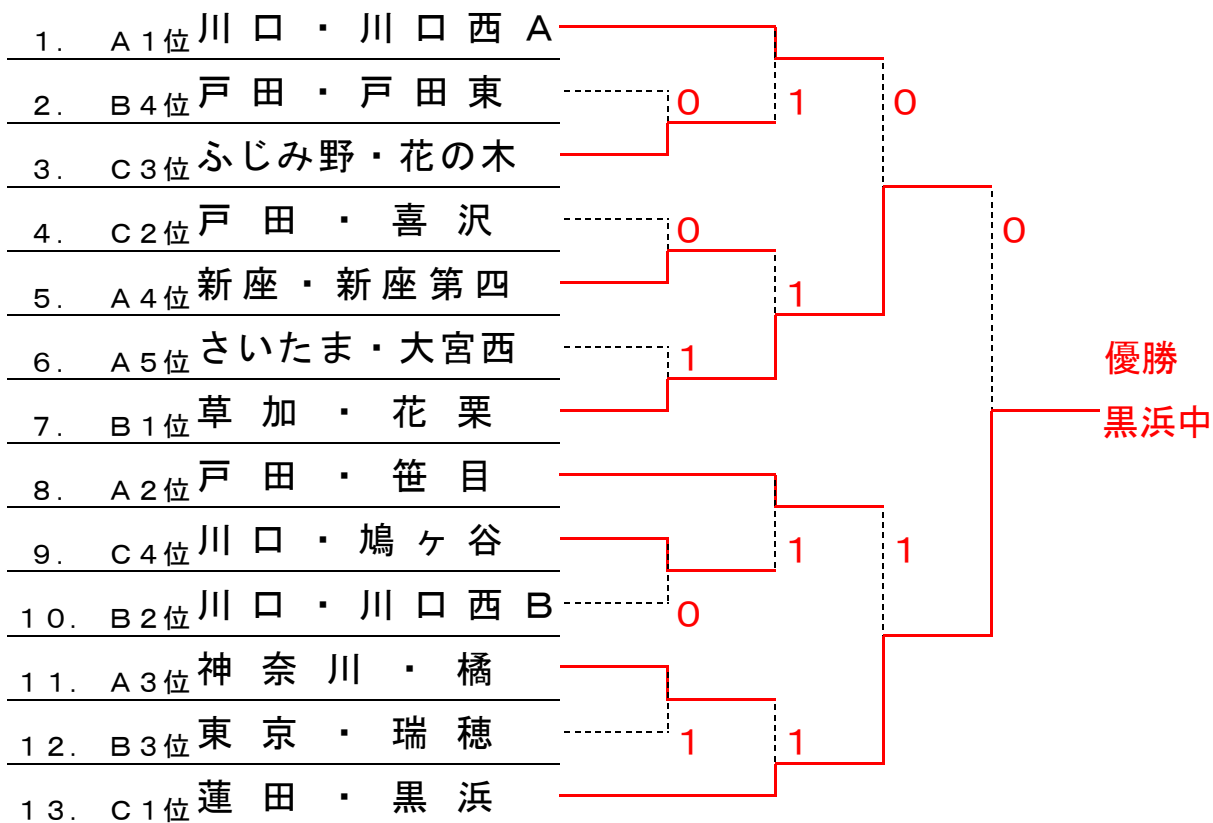 1. A1位 川口・川口西A
2. B4位 戸田・戸田東
0 1 0
3. C3位 ふじみ野・花の木
4. C2位 戸田・喜沢
0 0
5. A4位 新座・新座第四
1
6. A5位 さいたま・大宮西
1 優勝
7. B1位 草加・花栗
黒浜中
8. A2位 戸田・笹目
9. C4位 川口・鳩ヶ谷
1 1
10. B2位 川口・川口西B
0
11. A3位 神奈川・橘
12. B3位 東京・瑞穂
1 1
13. C1位 蓮田・黒浜